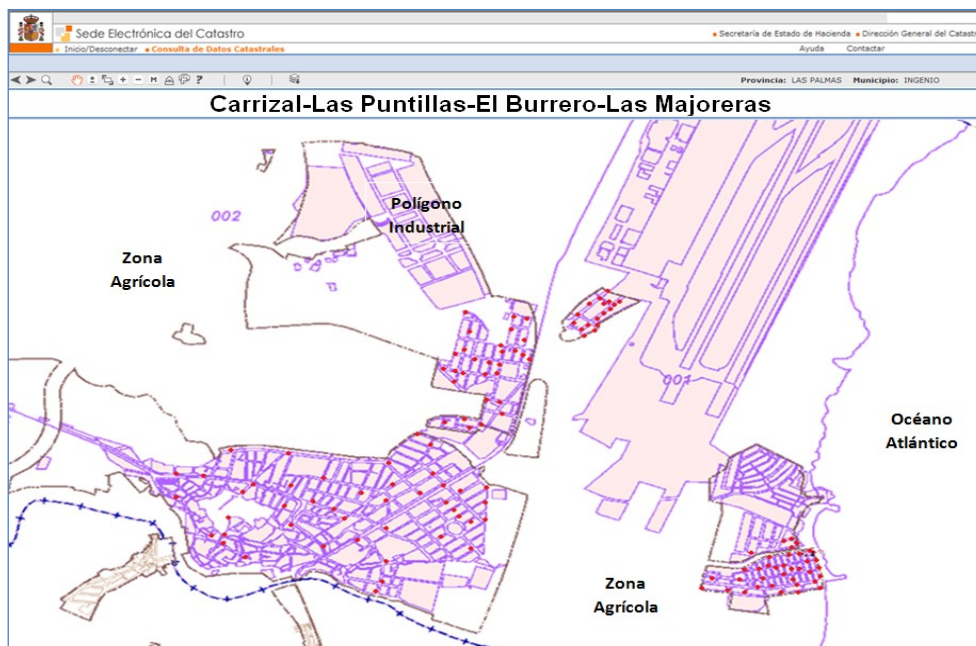 Sede Electrónica del Catastro
Secretaría de Estado de Hacienda Dirección General del Catast
Inicio/Desconectar Consulta de Datos Catastrales
Ayuda Contactar
Provincia: LAS PALMAS Municipio: INGENIO
Carrizal-Las Puntillas-El Burrero-Las Majoreras
Polígono
Industrial
002
Zona
Agrícola
001
Océano
Atlántico
Zona
Agrícola